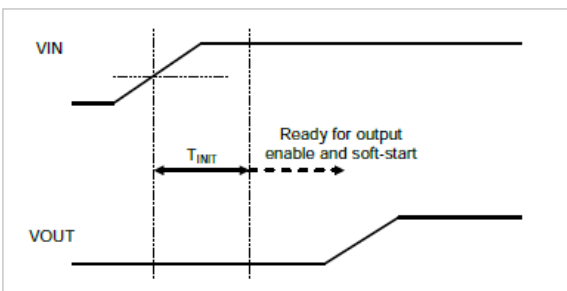 VIN
Ready for output
TINIT enable and soft-start
VOUT